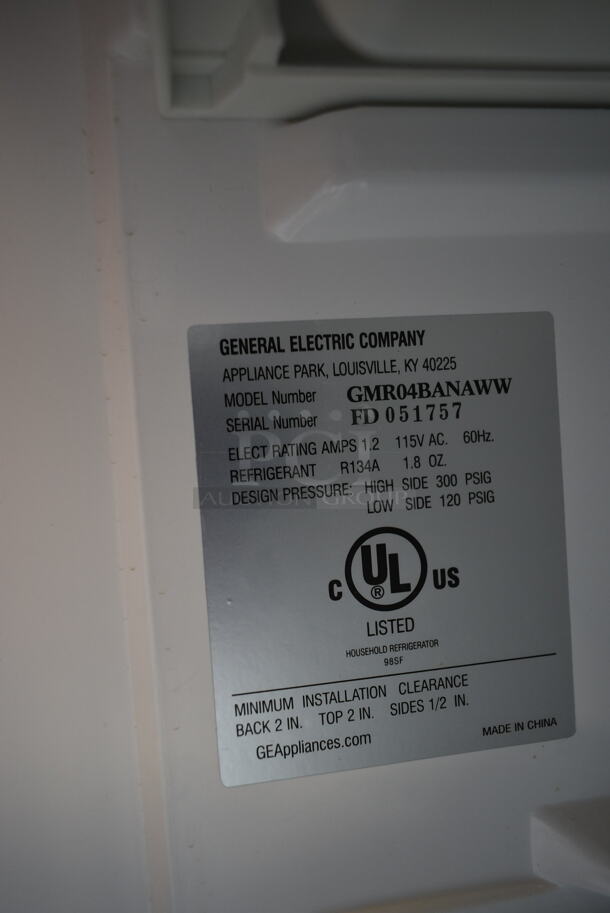 GENERAL ELECTRIC COMPANY
APPLIANCE PARK, LOUISVILLE, KY 40225
MODEL Number GMR04BANAWW
SERIAL Number FD 051757
ELECT RATING AMPS 1.2 115V AC. 60Hz.
REFRIGERANT R134A 1.8 OZ.
DESIGN PRESSURE: HIGH SIDE 300 PSIG
LOW SIDE 120 PSIG
PCI
AUCTION GROUP
C UL ® US
LISTED
HOUSEHOLD REFRIGERATOR
98SF
MINIMUM INSTALLATION CLEARANCE
BACK 2 IN. TOP 2 IN. SIDES 1/2 IN.
GEAppliances.com
MADE IN CHINA